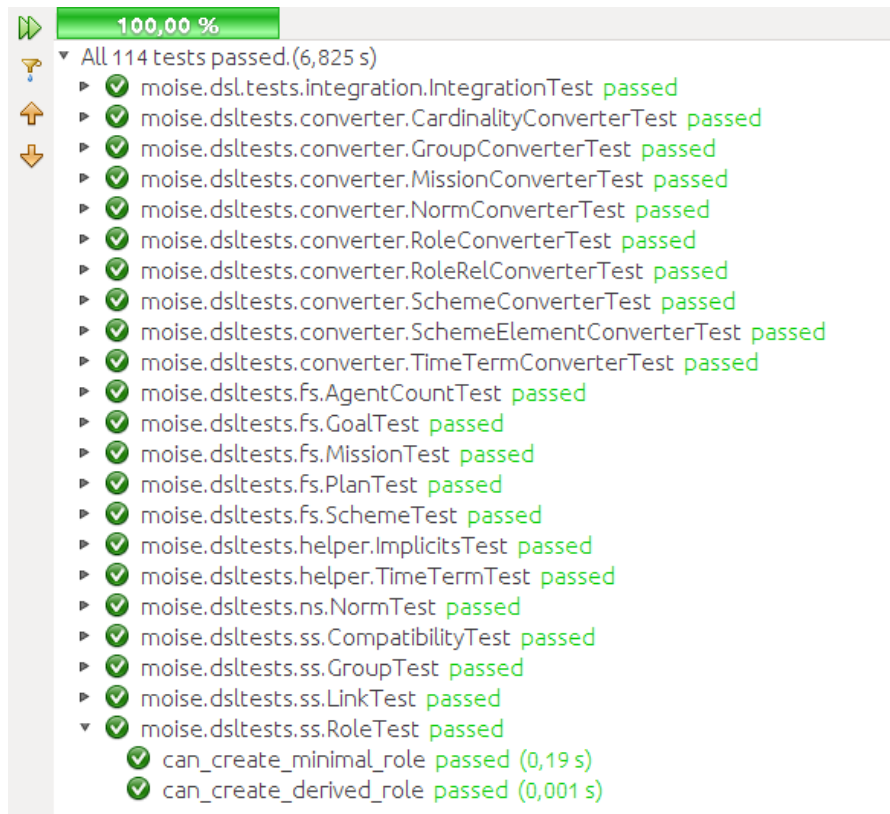 100,00 %
All 114 tests passed.(6,825 s)
moise.dsl.tests.integration.IntegrationTest passed
moise.dsltests.converter.CardinalityConverterTest passed
moise.dsltests.converter.GroupConverterTest passed
moise.dsltests.converter.MissionConverterTest passed
moise.dsltests.converter.NormConverterTest passed
moise.dsltests.converter.RoleConverterTest passed
moise.dsltests.converter.RoleRelConverterTest passed
moise.dsltests.converter.SchemeConverterTest passed
moise.dsltests.converter.SchemeElementConverterTest passed
moise.dsltests.converter.TimeTermConverterTest passed
moise.dsltests.fs.AgentCountTest passed
moise.dsltests.fs.GoalTest passed
moise.dsltests.fs.MissionTest passed
moise.dsltests.fs.PlanTest passed
moise.dsltests.fs.SchemeTest passed
moise.dsltests.helper.ImplicitsTest passed
moise.dsltests.helper.TimeTermTest passed
moise.dsltests.ns.NormTest passed
moise.dsltests.ss.CompatibilityTest passed
moise.dsltests.ss.GroupTest passed
moise.dsltests.ss.LinkTest passed
moise.dsltests.ss.RoleTest passed
can_create_minimal_role passed (0,19 s)
can_create_derived_role passed (0,001 s)